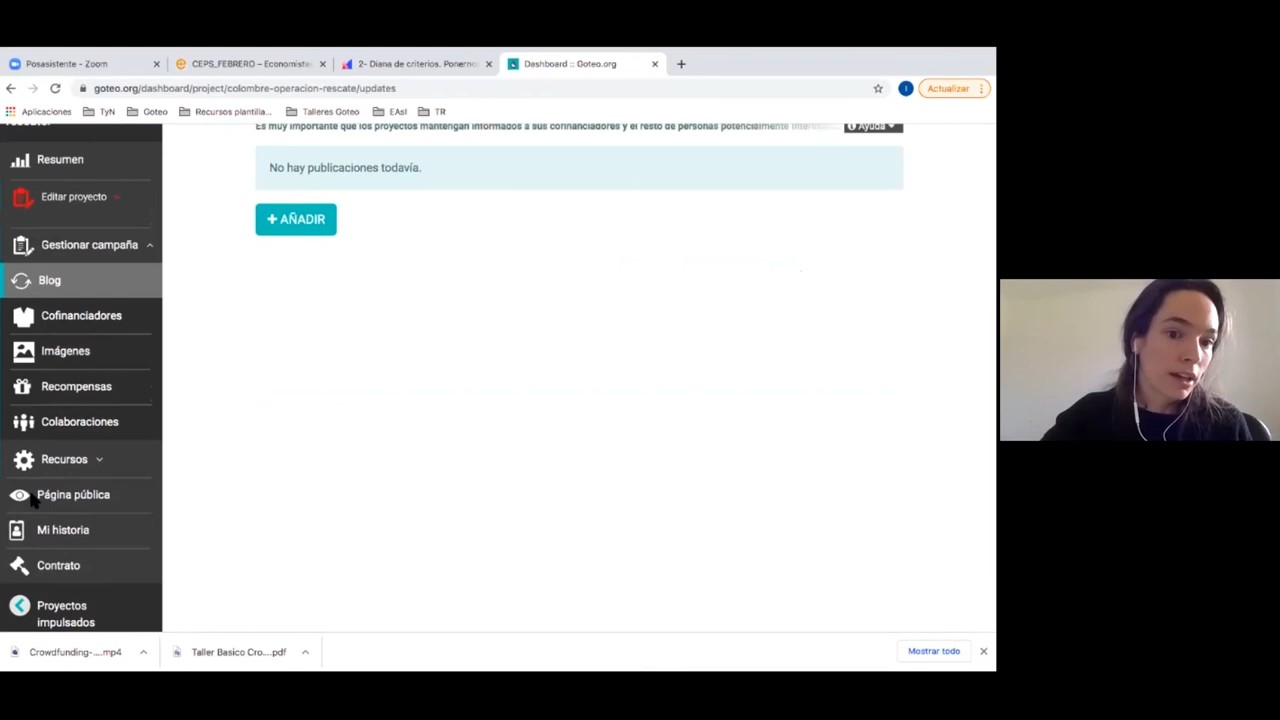 Posasistente - Zoom
CEPS_FEBRERO – Economistas
2- Diana de criterios. Ponerno
Dashboard :: Goteo.org
goteo.org/dashboard/project/colombre-operacion-rescate/updates
Actualizar
Aplicaciones
TyN
Goteo
Recursos plantilla...
Talleres Goteo
EAsI
TR
Es muy importante que los proyectos mantengan informados a sus cofinanciadores y el resto de personas potencialmente
Ayuda
Resumen
No hay publicaciones todavía.
Editar proyecto
+ AÑADIR
Gestionar campaña
Blog
Cofinanciadores
Imágenes
Recompensas
Colaboraciones
Recursos
Página pública
Mi historia
Contrato
Proyectos
impulsados
Crowdfunding-....mp4
Taller Basico Cro....pdf
Mostrar todo